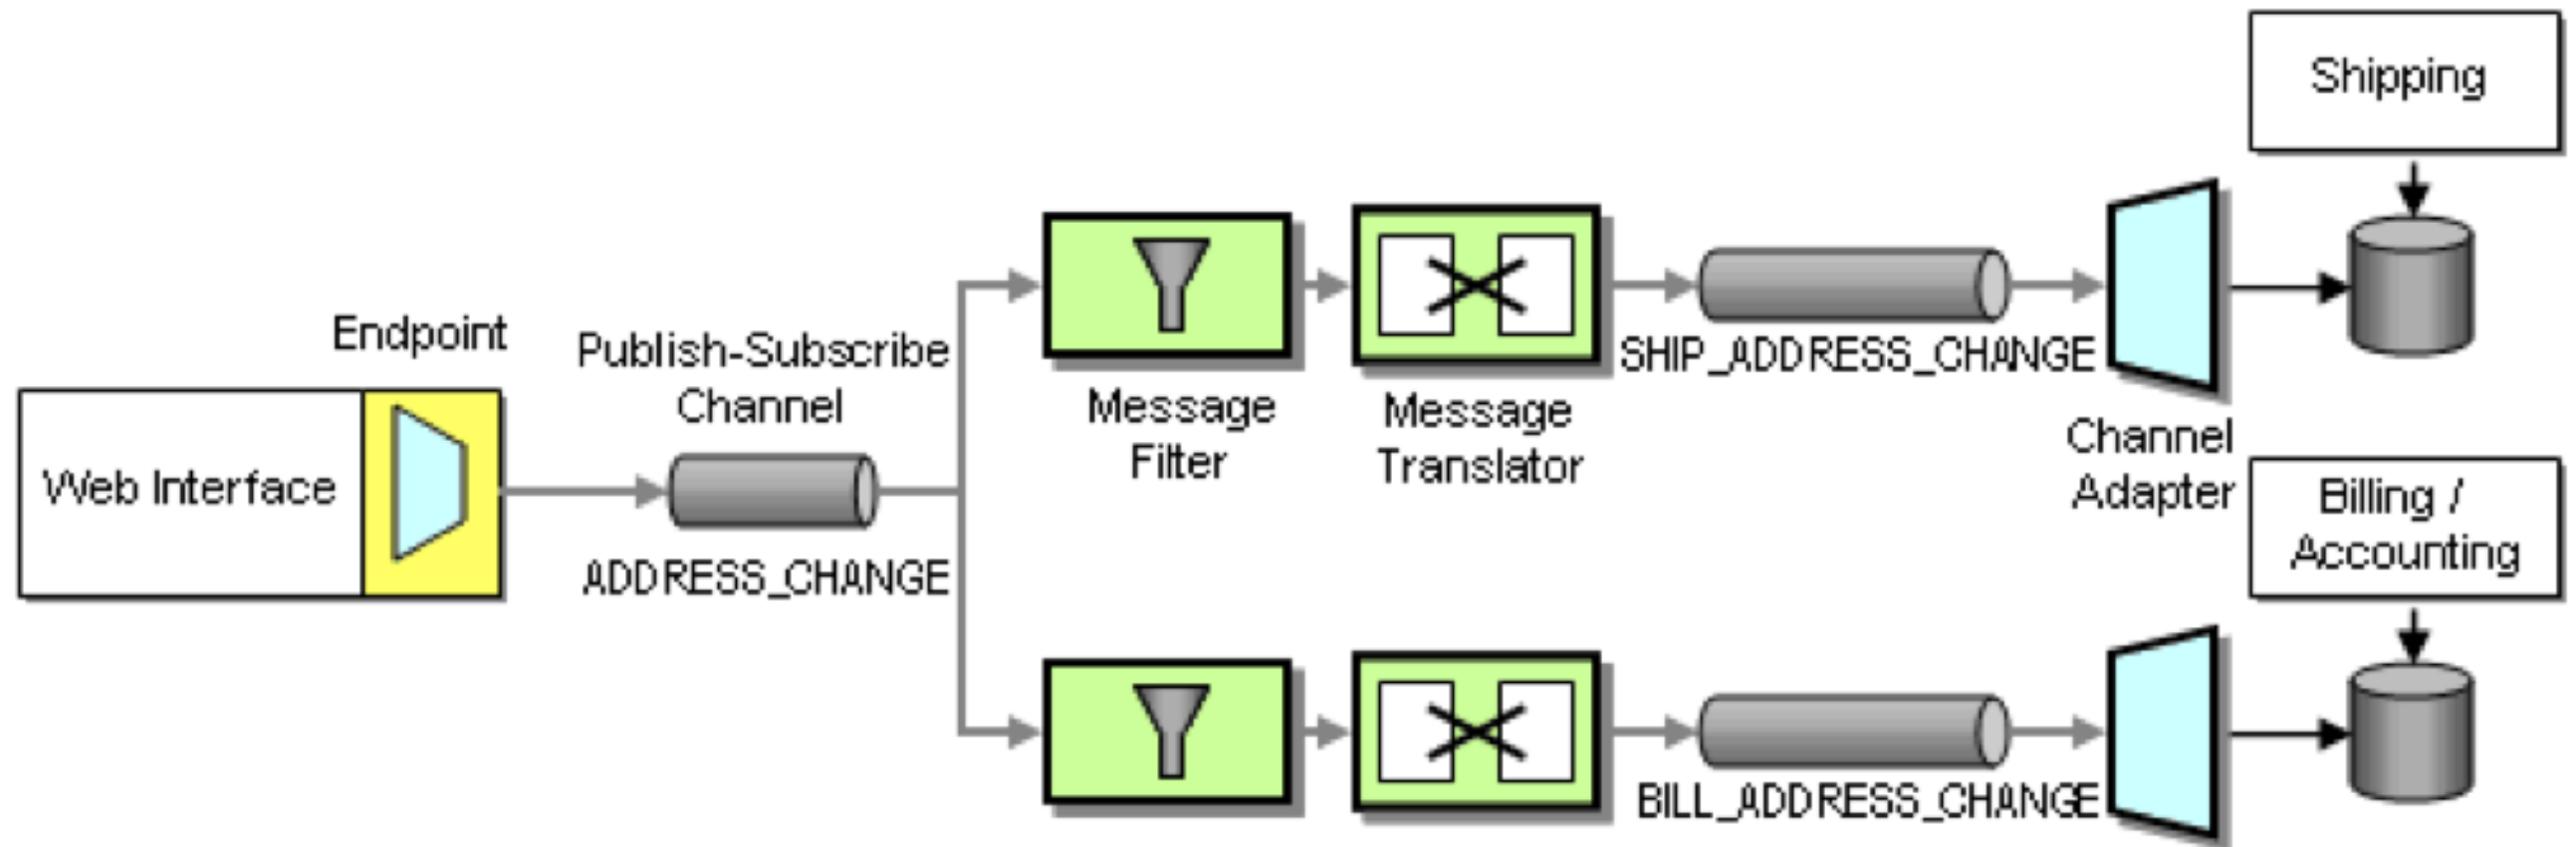 Shipping
Endpoint
Publish-Subscribe
Channel
SHIP_ADDRESS_CHANGE
Message
Filter
Message
Translator
Channel
Adapter
Web Interface
ADDRESS_CHANGE
Billing /
Accounting
BILL_ADDRESS_CHANGE